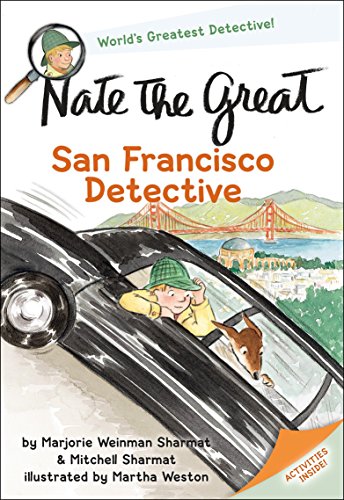 World's Greatest Detective!
Nate the Great
San Francisco
Detective
by Marjorie Weinman Sharmat
& Mitchell Sharmat
illustrated by Martha Weston
ACTIVITIES
INSIDE!